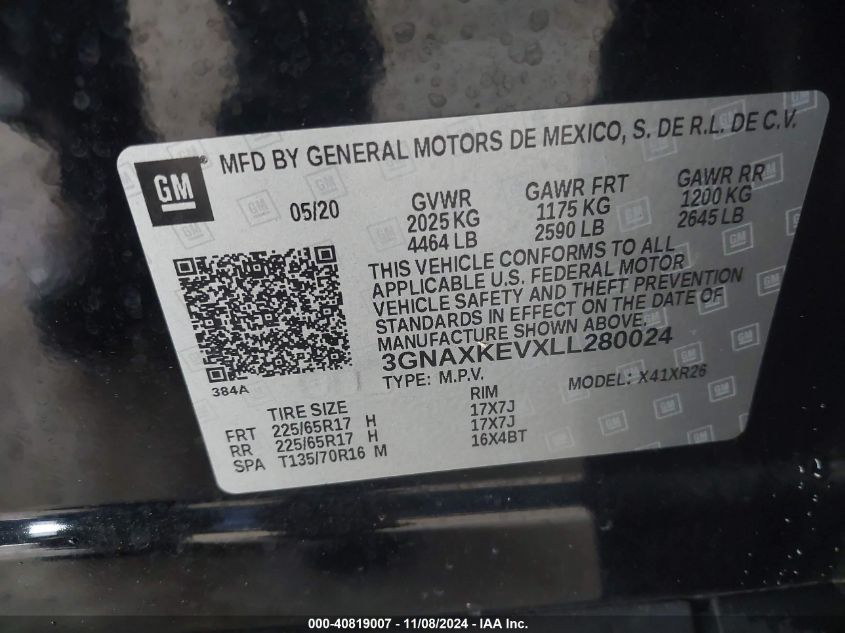 GM
MFD BY GENERAL MOTORS DE MEXICO, S. DE R.L. DE C.V.
05/20
GVWR GAWR FRT GAWR RR
2025 KG 1175 KG 1200 KG
4464 LB 2590 LB 2645 LB
THIS VEHICLE CONFORMS TO ALL
APPLICABLE U.S. FEDERAL MOTOR
VEHICLE SAFETY AND THEFT PREVENTION
STANDARDS IN EFFECT ON THE DATE OF
MANUFACTURE SHOWN ABOVE.
3GNAXKEVXLL280024
TYPE: M.P.V. MODEL: X41XR26
384A
TIRE SIZE RIM
FRT 225/65R17 H 17X7J
RR 225/65R17 H 17X7J
SPA T135/70R16 M 16X4BT
000-40819007 - 11/08/2024 - IAA Inc.